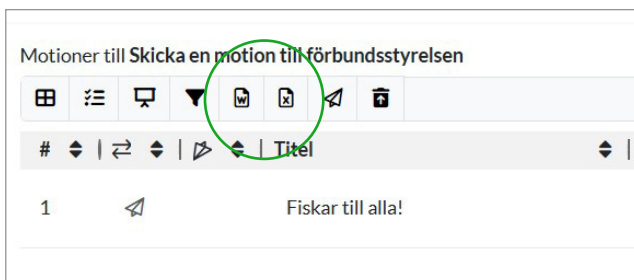 Motioner till Skicka en motion till förbundsstyrelsen
W X
# Titel
1 Fiskar till alla!